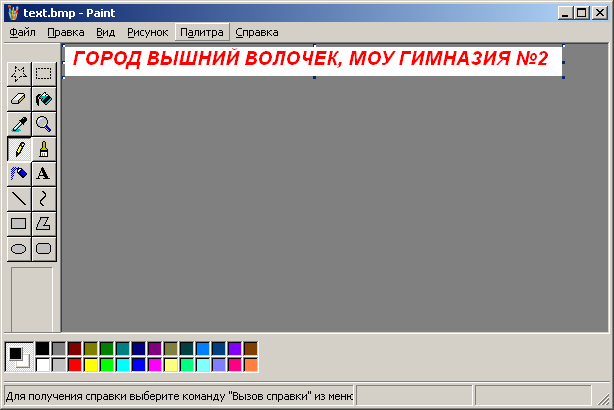 text.bmp - Paint
Файл Правка Вид Рисунок Палитра Справка
ГОРОД ВЫШНИЙ ВОЛОЧЕК, МОУ ГИМНАЗИЯ №2
A
Для получения справки выберите команду "Вызов справки" из меню